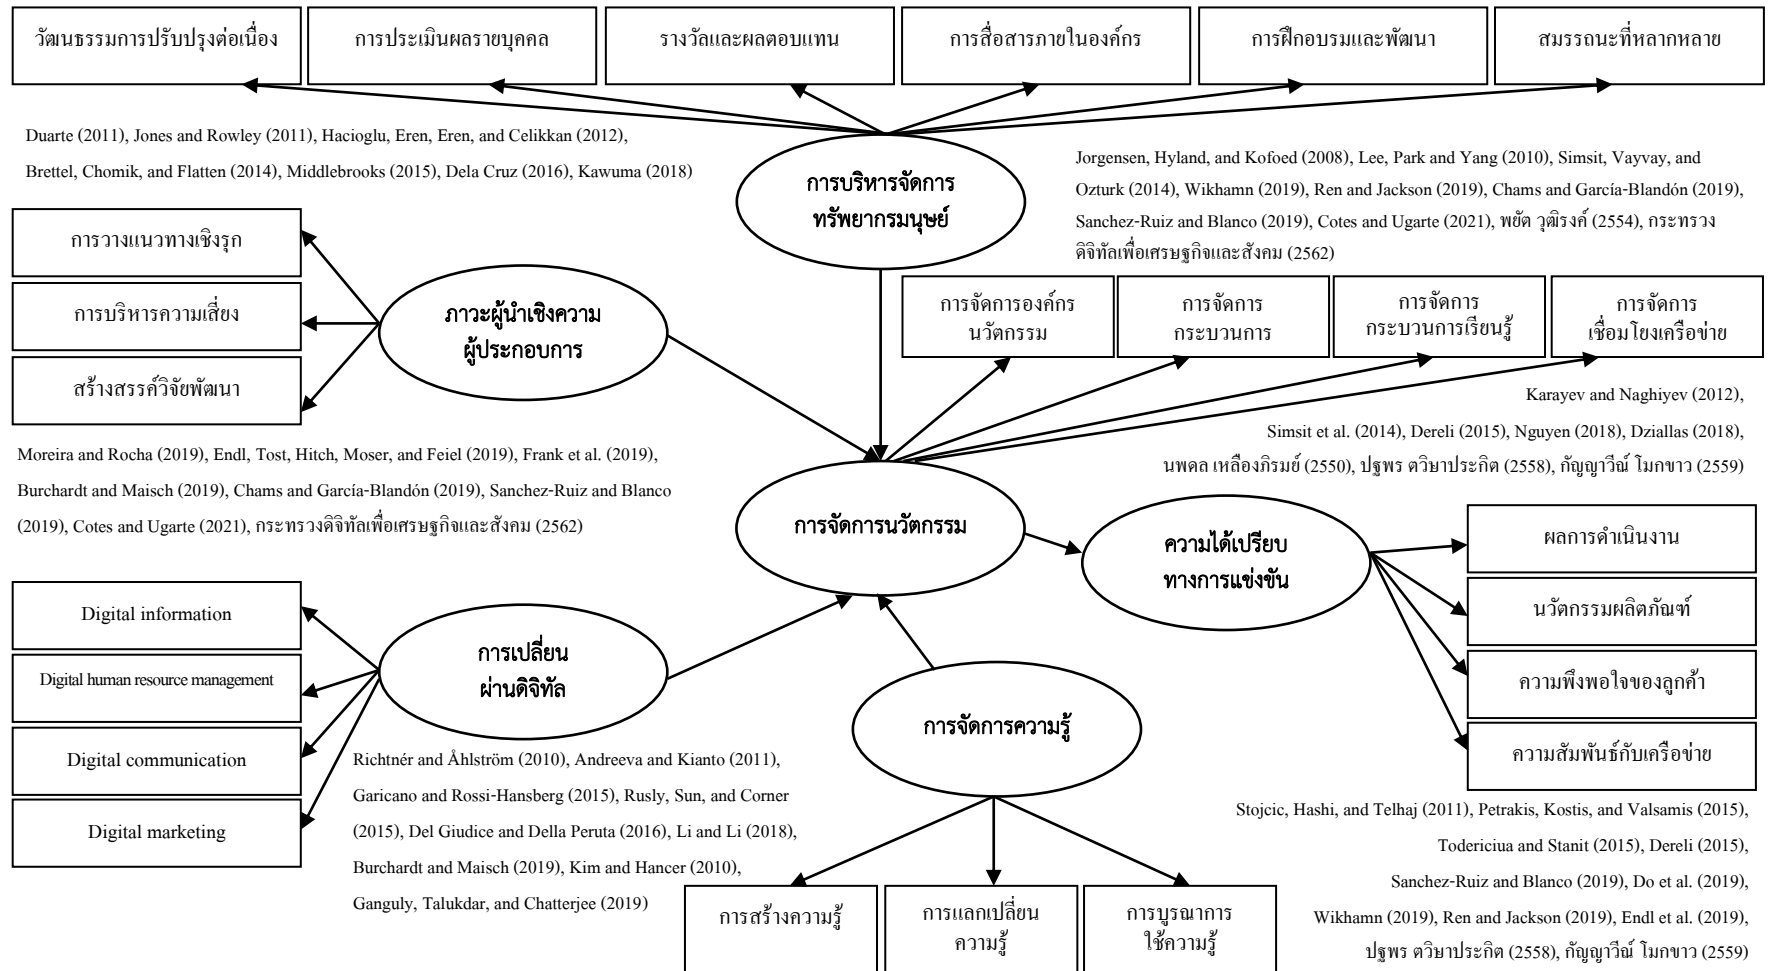 วัฒนธรรมการปรับปรุงต่อเนื่อง
การประเมินผลรายบุคคล
รางวัลและผลตอบแทน
การสื่อสารภายในองค์กร
การฝึกอบรมและพัฒนา
สมรรถนะที่หลากหลาย
Duarte (2011), Jones and Rowley (2011), Hacioglu, Eren, Eren, and Celikkan (2012),
Brettel, Chomik, and Flatten (2014), Middlebrooks (2015), Dela Cruz (2016), Kawuma (2018)
การบริหารจัดการ
ทรัพยากรมนุษย์
Jorgensen, Hyland, and Kofoed (2008), Lee, Park and Yang (2010), Simsit, Vayvay, and
Ozturk (2014), Wikhamn (2019), Ren and Jackson (2019), Chams and García-Blandón (2019),
Sanchez-Ruiz and Blanco (2019), Cotes and Ugarte (2021), พยัต วุฒิรงค์ (2554), กระทรวง
ดิจิทัลเพื่อเศรษฐกิจและสังคม (2562)
การวางแนวทางเชิงรุก
การบริหารความเสี่ยง
สร้างสรรค์วิจัยพัฒนา
ภาวะผู้นำเชิงความ
ผู้ประกอบการ
การจัดการองค์กร
นวัตกรรม
การจัดการ
กระบวนการ
การจัดการ
กระบวนการเรียนรู้
การจัดการ
เชื่อมโยงเครือข่าย
Karayev and Naghiyev (2012),
Simsit et al. (2014), Dereli (2015), Nguyen (2018), Dziallas (2018),
นพดล เหลืองภิรมย์ (2550), ปฐพร ตวิษาประกิต (2558), กัญญาวีณ์ โมกขาว (2559)
Moreira and Rocha (2019), Endl, Tost, Hitch, Moser, and Feiel (2019), Frank et al. (2019),
Burchardt and Maisch (2019), Chams and García-Blandón (2019), Sanchez-Ruiz and Blanco
(2019), Cotes and Ugarte (2021), กระทรวงดิจิทัลเพื่อเศรษฐกิจและสังคม (2562)
การจัดการนวัตกรรม
ความได้เปรียบ
ทางการแข่งขัน
ผลการดำเนินงาน
นวัตกรรมผลิตภัณฑ์
ความพึงพอใจของลูกค้า
ความสัมพันธ์กับเครือข่าย
Digital information
Digital human resource management
Digital communication
Digital marketing
การเปลี่ยน
ผ่านดิจิทัล
การจัดการความรู้
Richtnér and Åhlström (2010), Andreeva and Kianto (2011),
Garicano and Rossi-Hansberg (2015), Rusly, Sun, and Corner
(2015), Del Giudice and Della Peruta (2016), Li and Li (2018),
Burchardt and Maisch (2019), Kim and Hancer (2010),
Ganguly, Talukdar, and Chatterjee (2019)
การสร้างความรู้
การแลกเปลี่ยน
ความรู้
การบูรณาการ
ใช้ความรู้
Stojcic, Hashi, and Telhaj (2011), Petrakis, Kostis, and Valsamis (2015),
Todericiua and Stanit (2015), Dereli (2015),
Sanchez-Ruiz and Blanco (2019), Do et al. (2019),
Wikhamn (2019), Ren and Jackson (2019), Endl et al. (2019),
ปฐพร ตวิษาประกิต (2558), กัญญาวีณ์ โมกขาว (2559)